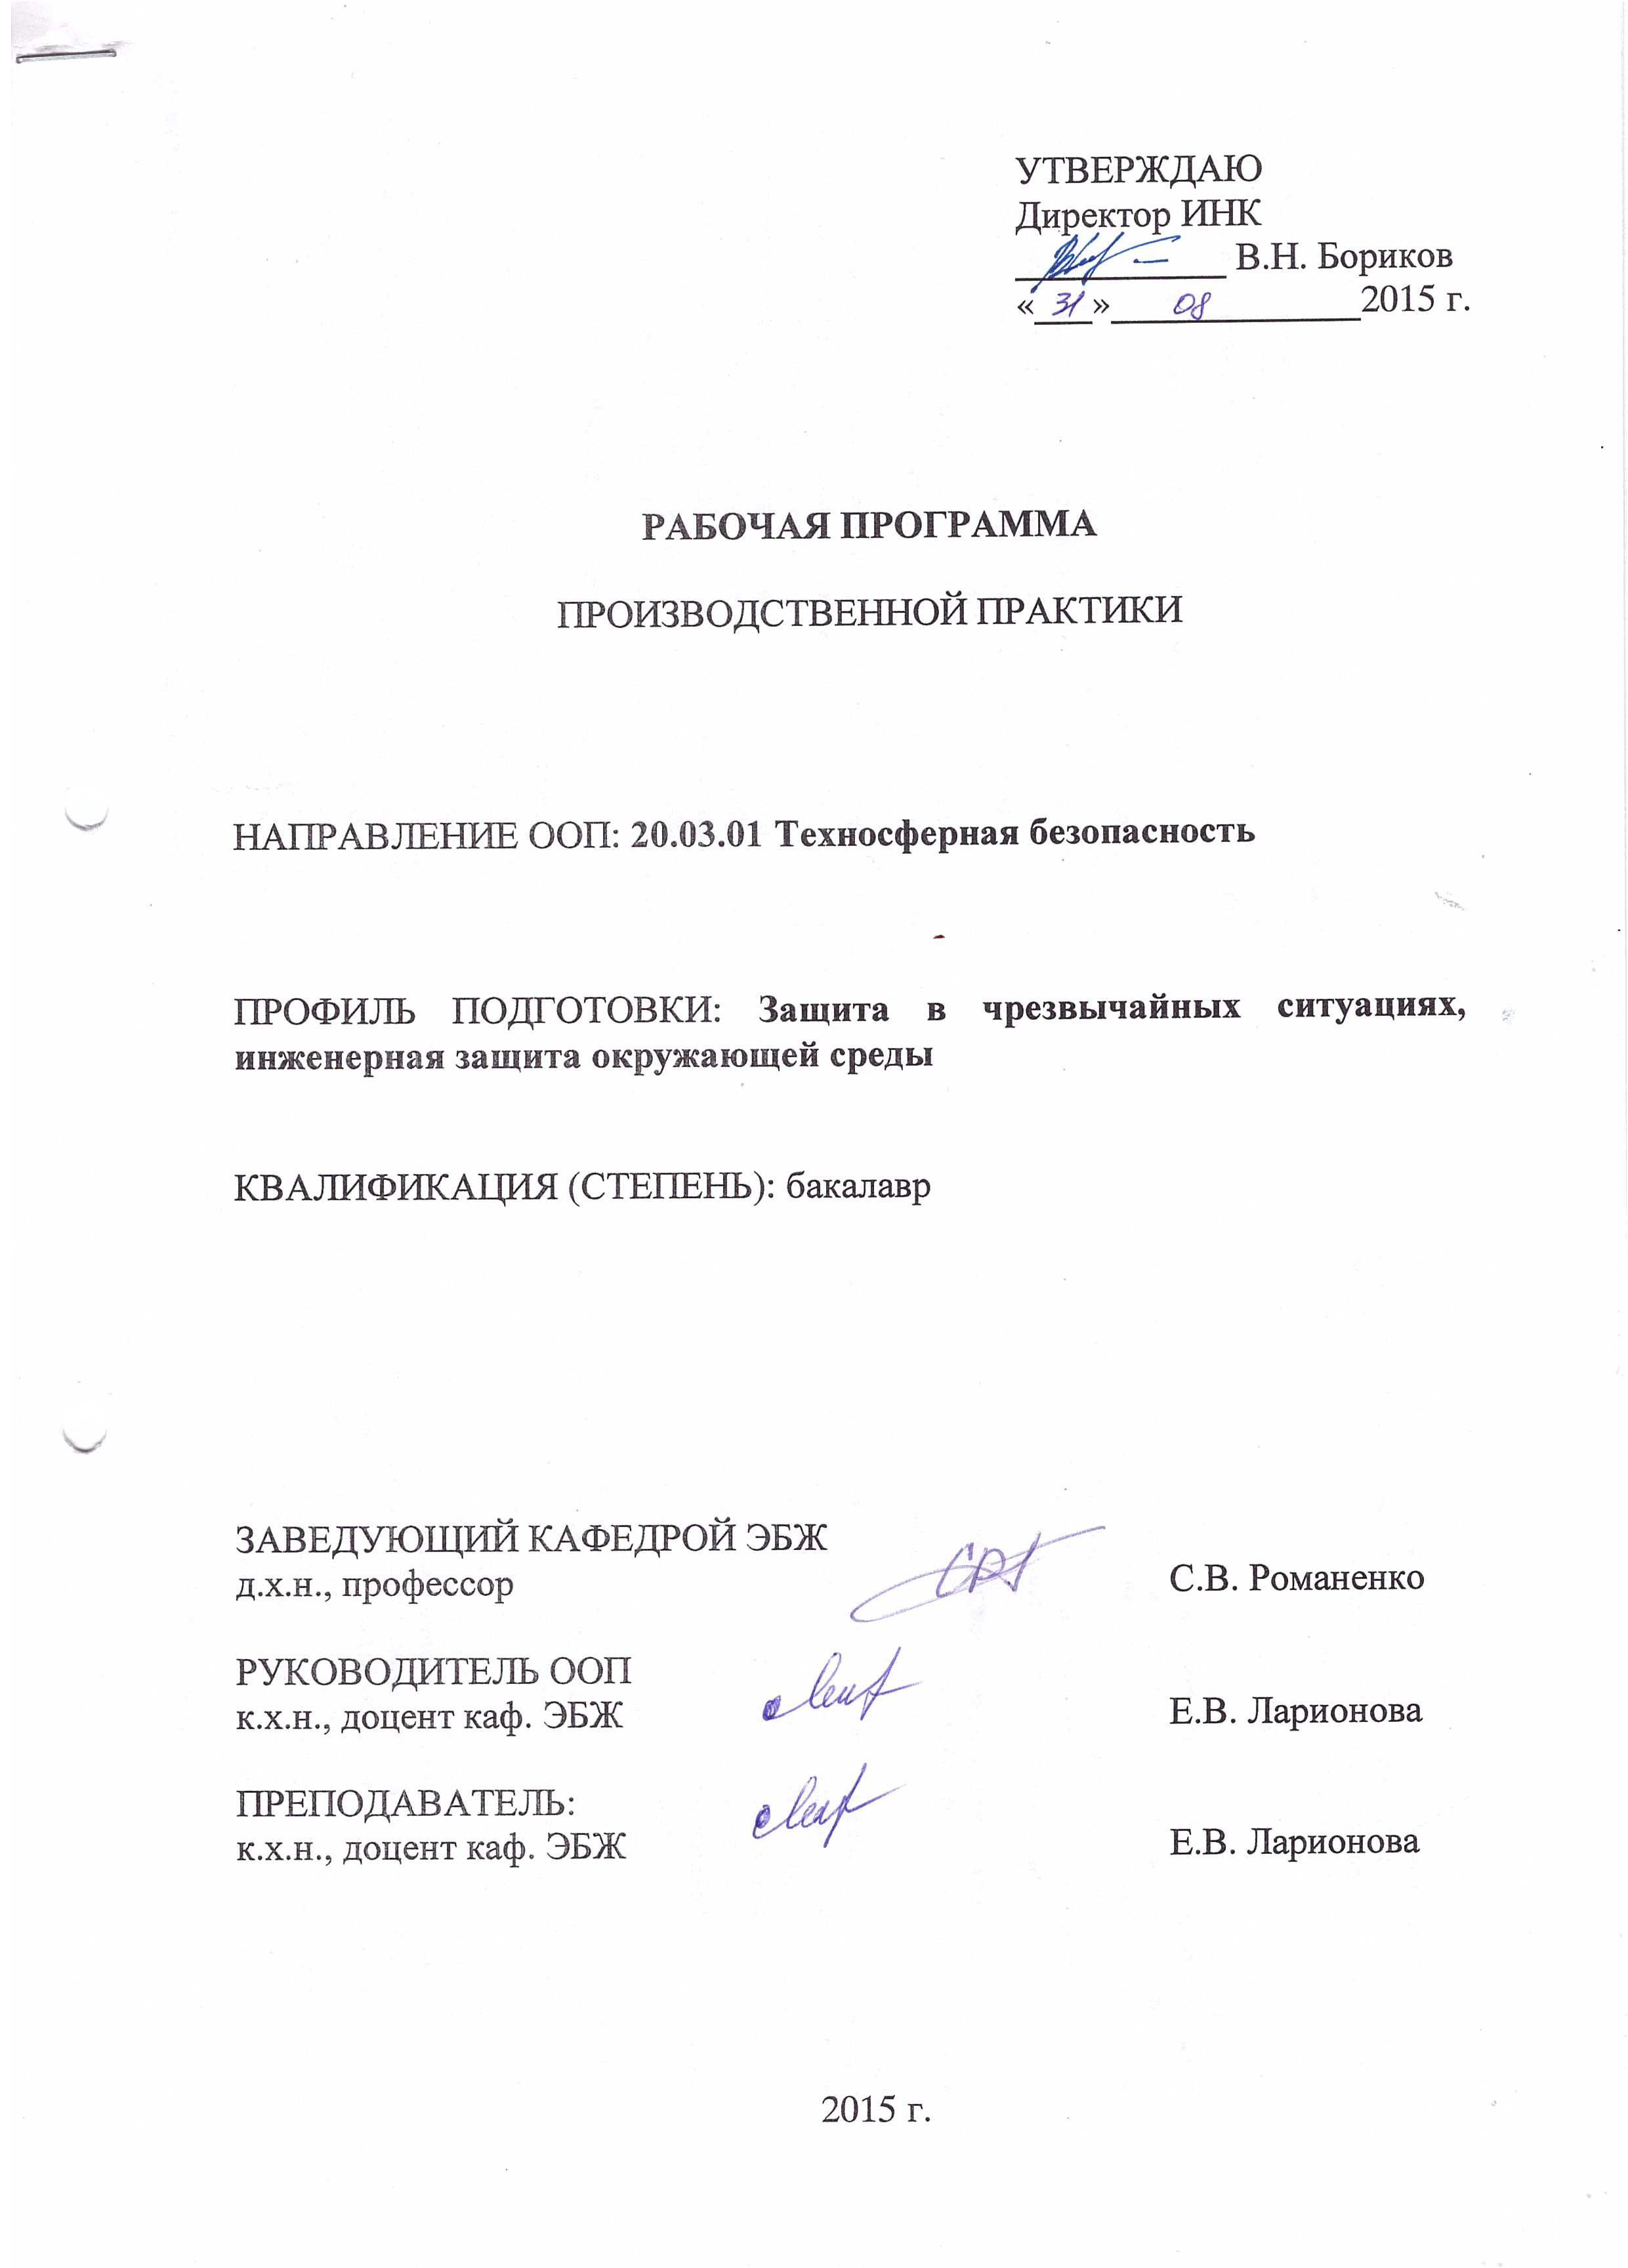 УТВЕРЖДАЮ
Директор ИНК
В.Н. Бориков
«31» 08 2015 г.
РАБОЧАЯ ПРОГРАММА
ПРОИЗВОДСТВЕННОЙ ПРАКТИКИ
НАПРАВЛЕНИЕ ООП: 20.03.01 Техносферная безопасность
ПРОФИЛЬ ПОДГОТОВКИ: Защита в чрезвычайных ситуациях,
инженерная защита окружающей среды
КВАЛИФИКАЦИЯ (СТЕПЕНЬ): бакалавр
ЗАВЕДУЮЩИЙ КАФЕДРОЙ ЭБЖ
д.х.н., профессор С.В. Романенко
РУКОВОДИТЕЛЬ ООП
к.х.н., доцент каф. ЭБЖ Е.В. Ларионова
ПРЕПОДАВАТЕЛЬ:
к.х.н., доцент каф. ЭБЖ Е.В. Ларионова
2015 г.